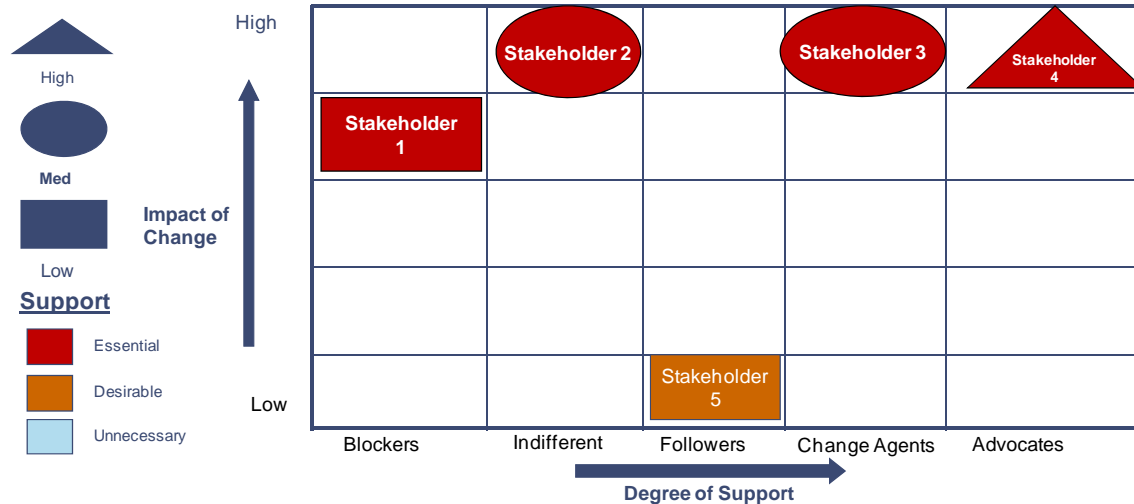 High
Med
Low
Support
Essential
Desirable
Unnecessary
High
Impact of
Change
Low
Stakeholder 2
Stakeholder 3
Stakeholder
4
Stakeholder
1
Stakeholder
5
Blockers
Indifferent
Followers
Change Agents
Advocates
Degree of Support